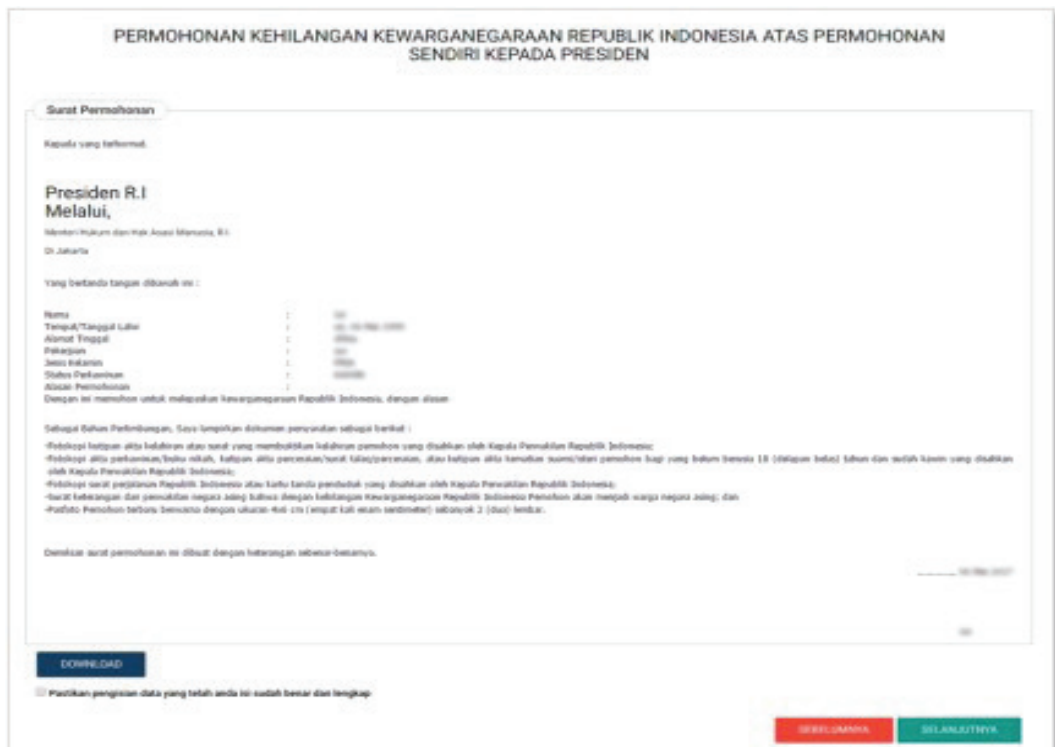 PERMOHONAN KEHILANGAN KEWARGANEGARAAN REPUBLIK INDONESIA ATAS PERMOHONAN
SENDIRI KEPADA PRESIDEN
Surat Permohonan
Kepada yang terhormat.
Presiden R.I
Melalui,
Menteri Hukum dan Hak Asasi Manusia, R.I.
Di Jakarta
Yang bertanda tangan dibawah ini :
Nama :
Tempat/Tanggal Lahir :
Alamat Tinggal :
Pekerjaan :
Jenis Kelamin :
Status Perkawinan :
Alasan Permohonan :
Dengan ini memohon untuk melepaskan kewarganegaraan Republik Indonesia, dengan alasan
Sebagai Bahan Pertimbangan, Saya lampirkan dokumen persyaratan sebagai berikut :
-Fotokopi kutipan akta kelahiran atau surat yang membuktikan kelahiran pemohon yang disahkan oleh Kepala Perwakilan Republik Indonesia;
-Fotokopi akta perkawinan/buku nikah, kutipan akta perceraian/surat talaq/perceraian, atau kutipan akta kematian suami/isteri pemohon bagi yang belum berusia 18 (delapan belas) tahun dan sudah kawin yang disahkan
oleh Kepala Perwakilan Republik Indonesia;
-Fotokopi surat perjalanan Republik Indonesia atau kartu tanda penduduk yang disahkan oleh Kepala Perwakilan Republik Indonesia;
-Surat keterangan dari perwakilan negara asing bahwa dengan kehilangan Kewarganegaraan Republik Indonesia Pemohon akan menjadi warga negara asing; dan
-Pasfoto Pemohon terbaru berwarna dengan ukuran 4x6 cm (empat kali enam sentimeter) sebanyak 2 (dua) lembar.
Demikian surat permohonan ini dibuat dengan keterangan sebenar-benarnya.
DOWNLOAD
Pastikan pengisian data yang telah anda isi sudah benar dan lengkap
SEBELUMNYA
SELANJUTNYA